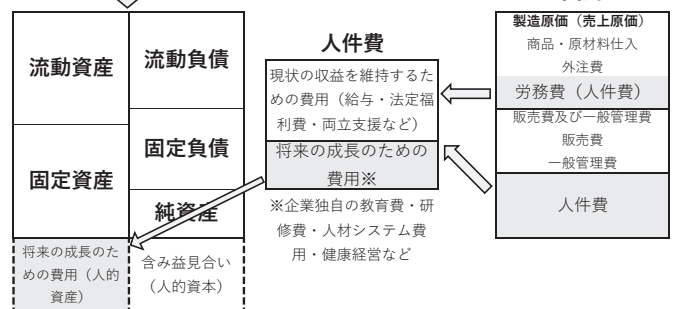 流動資産
固定資産
将来の成長のた
めの費用（人的
資産）
流動負債
固定負債
純資産
含み益見合い
（人的資本）
人件費
現状の収益を維持するた
めの費用（給与・法定福
利費・両立支援など）
将来の成長のための
費用※
※企業独自の教育費・研
修費・人材システム費
用・健康経営など
製造原価（売上原価）
商品・原材料仕入
外注費
労務費（人件費）
販売費及び一般管理費
販売費
一般管理費
人件費